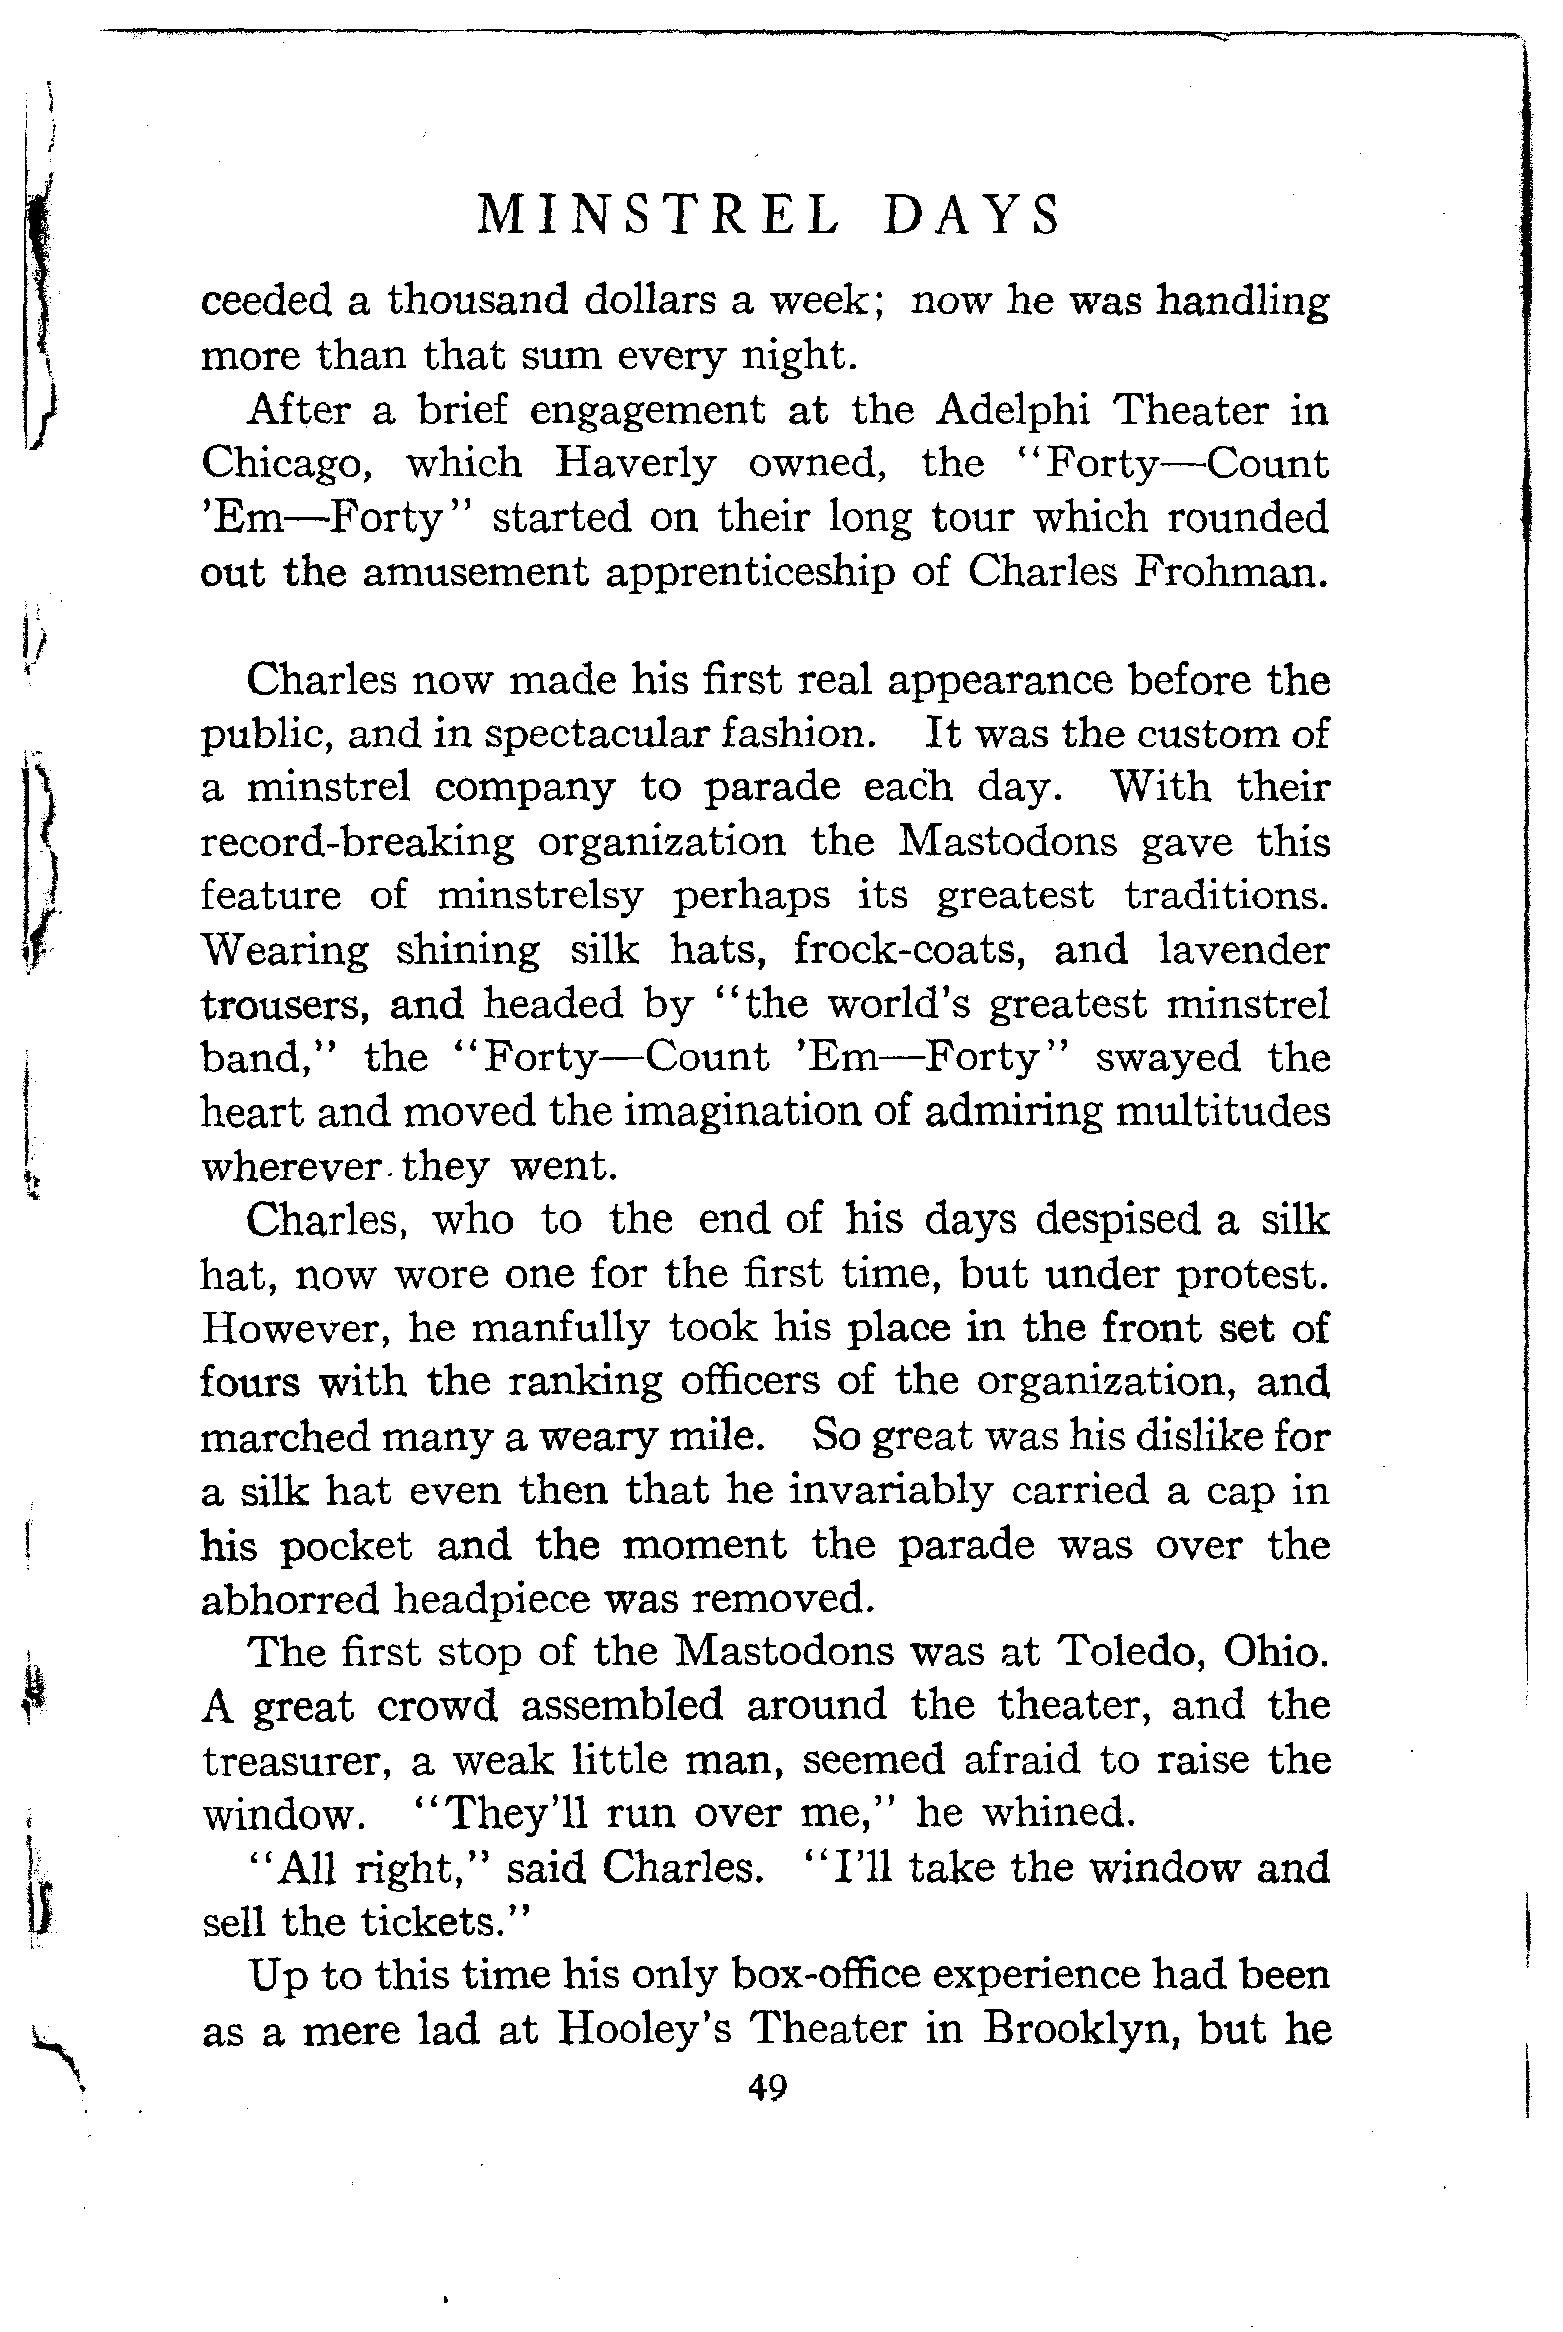 MINSTREL DAYS
ceeded a thousand dollars a week; now he was handling
more than that sum every night.
After a brief engagement at the Adelphi Theater in
Chicago, which Haverly owned, the "Forty—Count
'Em—Forty" started on their long tour which rounded
out the amusement apprenticeship of Charles Frohman.
Charles now made his first real appearance before the
public, and in spectacular fashion. It was the custom of
a minstrel company to parade each day. With their
record-breaking organization the Mastodons gave this
feature of minstrelsy perhaps its greatest traditions.
Wearing shining silk hats, frock-coats, and lavender
trousers, and headed by "the world's greatest minstrel
band," the "Forty—Count 'Em—Forty" swayed the
heart and moved the imagination of admiring multitudes
wherever they went.
Charles, who to the end of his days despised a silk
hat, now wore one for the first time, but under protest.
However, he manfully took his place in the front set of
fours with the ranking officers of the organization, and
marched many a weary mile. So great was his dislike for
a silk hat even then that he invariably carried a cap in
his pocket and the moment the parade was over the
abhorred headpiece was removed.
The first stop of the Mastodons was at Toledo, Ohio.
A great crowd assembled around the theater, and the
treasurer, a weak little man, seemed afraid to raise the
window. "They'll run over me," he whined.
"All right," said Charles. "I'll take the window and
sell the tickets."
Up to this time his only box-office experience had been
as a mere lad at Hooley's Theater in Brooklyn, but he
49